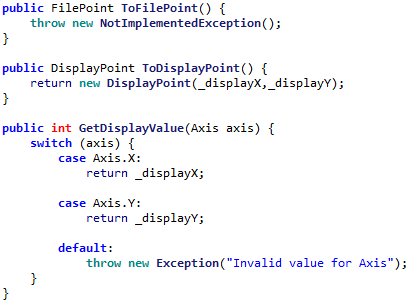 public FilePoint ToFilePoint() {
    throw new NotImplementedException();
}

public DisplayPoint ToDisplayPoint() {
    return new DisplayPoint(_displayX,_displayY);
}

public int GetDisplayValue(Axis axis) {
    switch (axis) {
        case Axis.X:
            return _displayX;

        case Axis.Y:
            return _displayY;

        default:
            throw new Exception("Invalid value for Axis");
    }
}